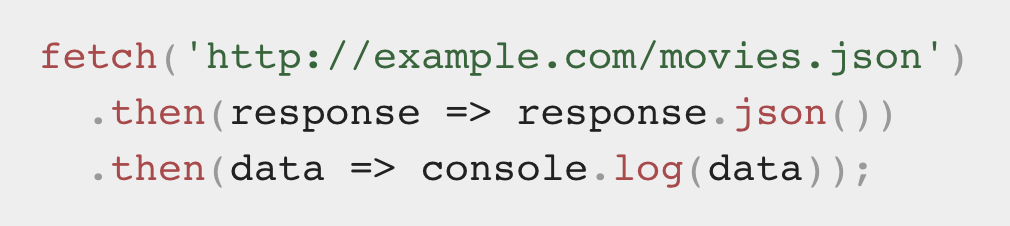 fetch('http://example.com/movies.json')
  .then(response => response.json())
  .then(data => console.log(data));